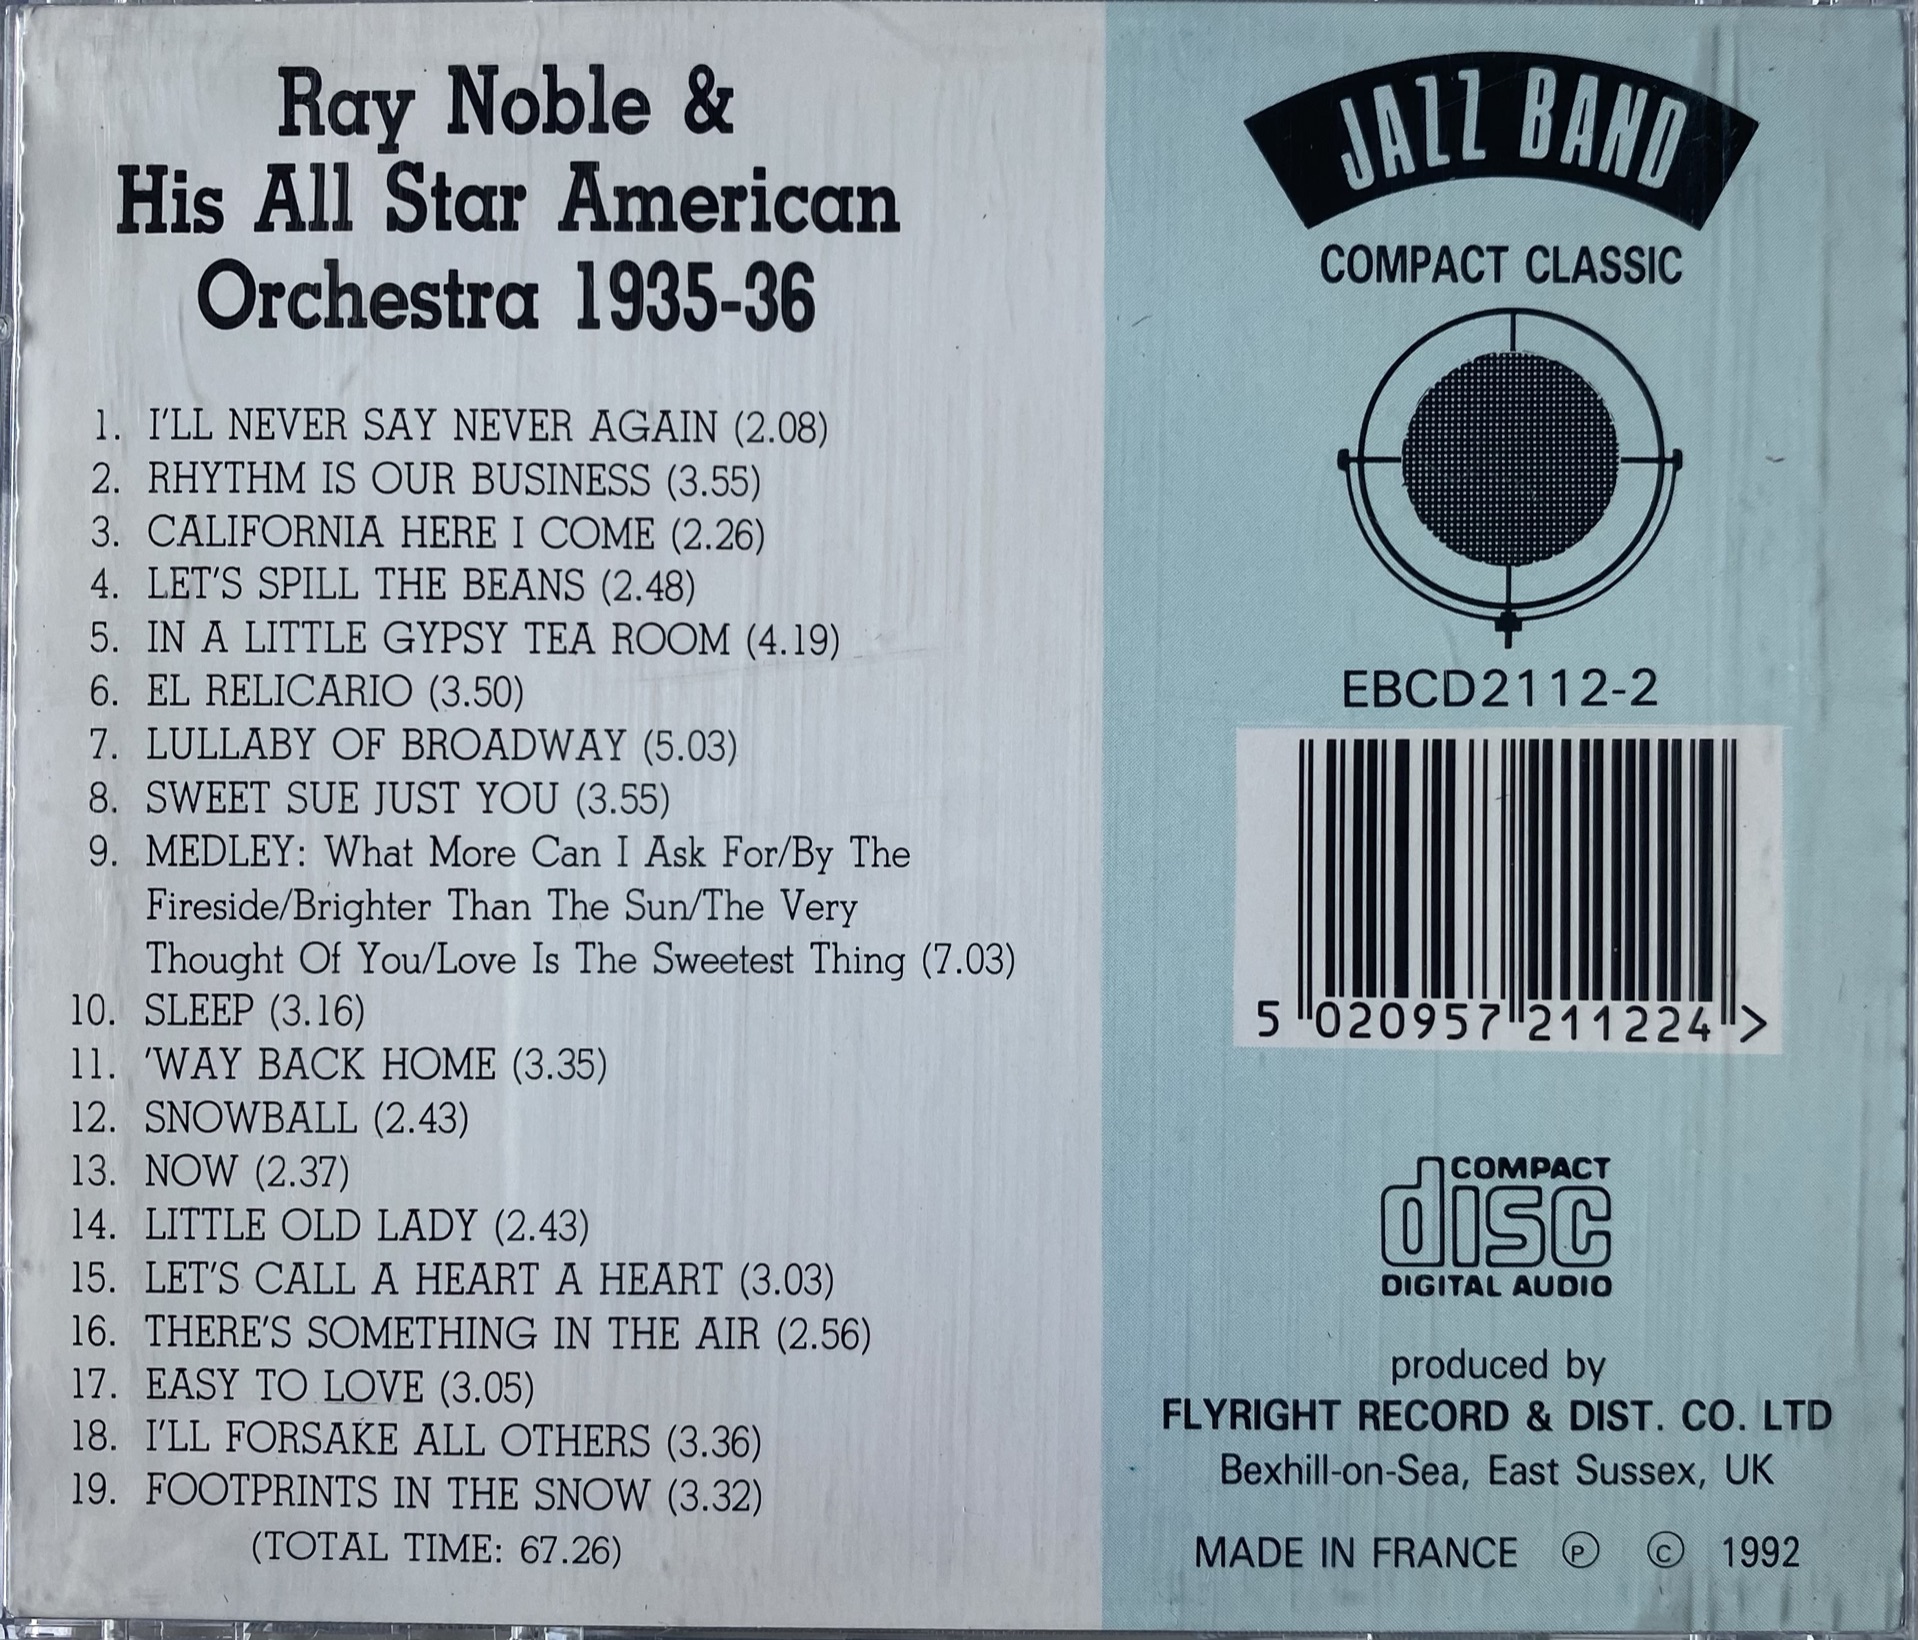 Ray Noble &
His All Star American
Orchestra 1935-36
1. I'LL NEVER SAY NEVER AGAIN (2.08)
2. RHYTHM IS OUR BUSINESS (3.55)
3. CALIFORNIA HERE I COME (2.26)
4. LET'S SPILL THE BEANS (2.48)
5. IN A LITTLE GYPSY TEA ROOM (4.19)
6. EL RELICARIO (3.50)
7. LULLABY OF BROADWAY (5.03)
8. SWEET SUE JUST YOU (3.55)
9. MEDLEY: What More Can I Ask For/By The
Fireside/Brighter Than The Sun/The Very
Thought Of You/Love Is The Sweetest Thing (7.03)
10. SLEEP (3.16)
11. 'WAY BACK HOME (3.35)
12. SNOWBALL (2.43)
13. NOW (2.37)
14. LITTLE OLD LADY (2.43)
15. LET'S CALL A HEART A HEART (3.03)
16. THERE'S SOMETHING IN THE AIR (2.56)
17. EASY TO LOVE (3.05)
18. I'LL FORSAKE ALL OTHERS (3.36)
19. FOOTPRINTS IN THE SNOW (3.32)
(TOTAL TIME: 67.26)
JAZZ BAND
COMPACT CLASSIC
EBCD2112-2
5 020957 211224 >
COMPACT
disc
DIGITAL AUDIO
produced by
FLYRIGHT RECORD & DIST. CO. LTD
Bexhill-on-Sea, East Sussex, UK
MADE IN FRANCE Ⓟ © 1992